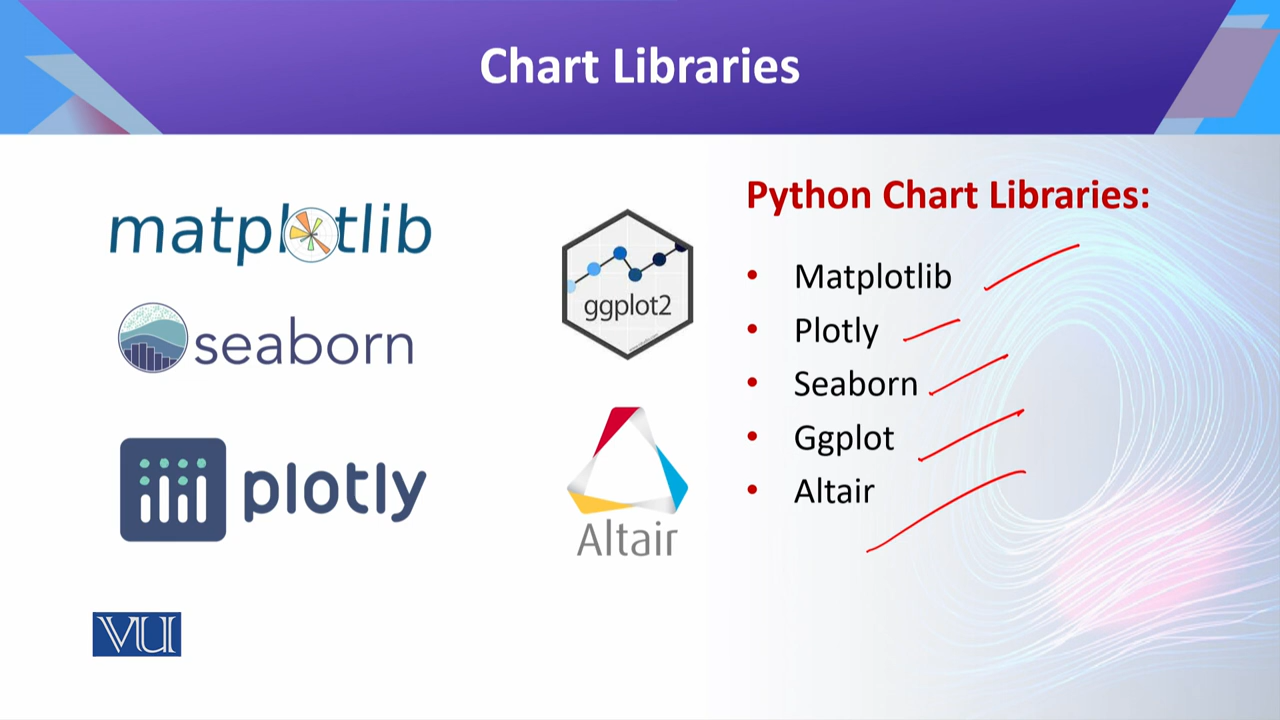 Chart Libraries
matplotlib
seaborn
plotly
ggplot2
Altair
VU
Python Chart Libraries:
• Matplotlib
• Plotly
• Seaborn
• Ggplot
• Altair